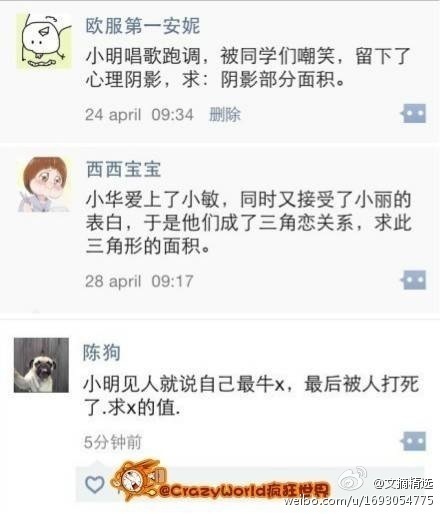 欧服第一安妮
小明唱歌跑调，被同学们嘲笑，留下了
心理阴影，求：阴影部分面积。
24 april 09:34 删除
西西宝宝
小华爱上了小敏，同时又接受了小丽的
表白，于是他们成了三角恋关系，求此
三角形的面积。
28 april 09:17
陈狗
小明见人就说自己最牛x，最后被人打死
了.求x的值.
5分钟前
@CrazyWorld疯狂世界
@文摘精选
weibo.com/u/1693054775